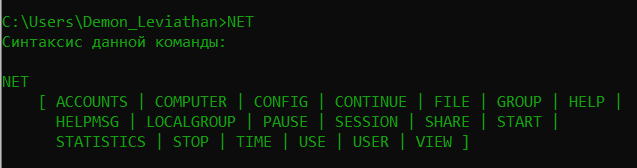 C:\Users\Demon_Leviathan>NET
Синтаксис данной команды:
NET
[ ACCOUNTS | COMPUTER | CONFIG | CONTINUE | FILE | GROUP | HELP |
HELPMSG | LOCALGROUP | PAUSE | SESSION | SHARE | START |
STATISTICS | STOP | TIME | USE | USER | VIEW ]